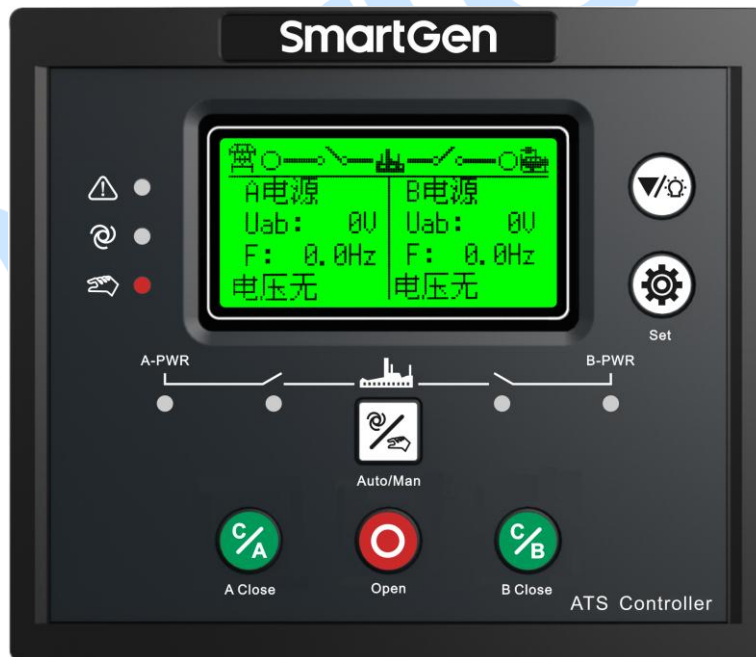 SmartGen
A电源 B电源
Uab: 0V Uab: 0V
F: 0.0Hz F: 0.0Hz
电压无 电压无
Set
A-PWR B-PWR
Auto/Man
C/A C/B
A Close Open B Close
ATS Controller